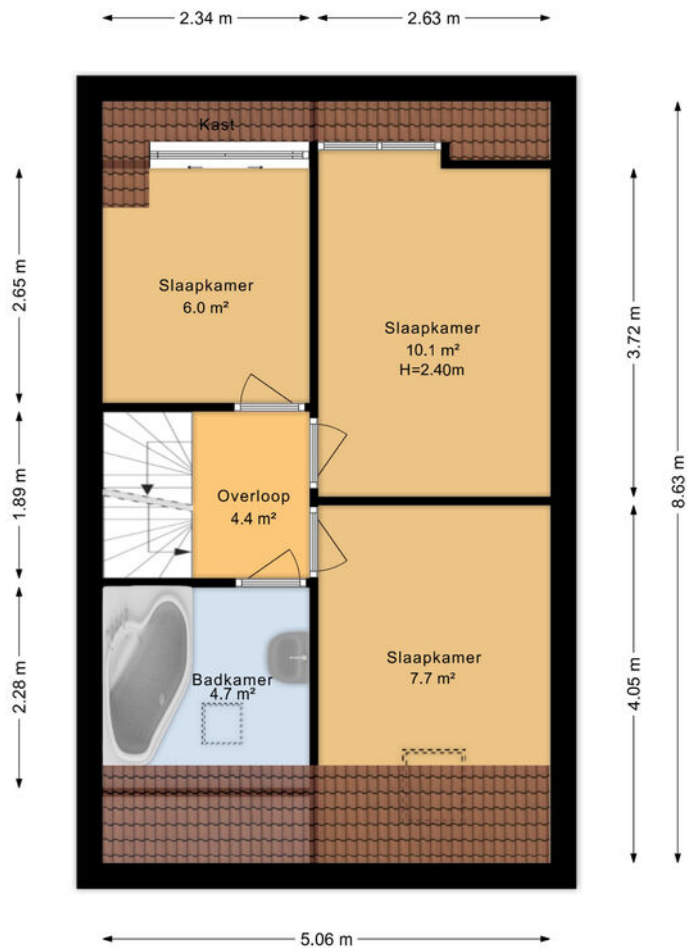 2.34 m
2.63 m
Kast
2.65 m
Slaapkamer
6.0 m²
Slaapkamer
10.1 m²
H=2.40m
3.72 m
8.63 m
1.89 m
Overloop
4.4 m²
2.28 m
Badkamer
4.7 m²
Slaapkamer
7.7 m²
4.05 m
5.06 m